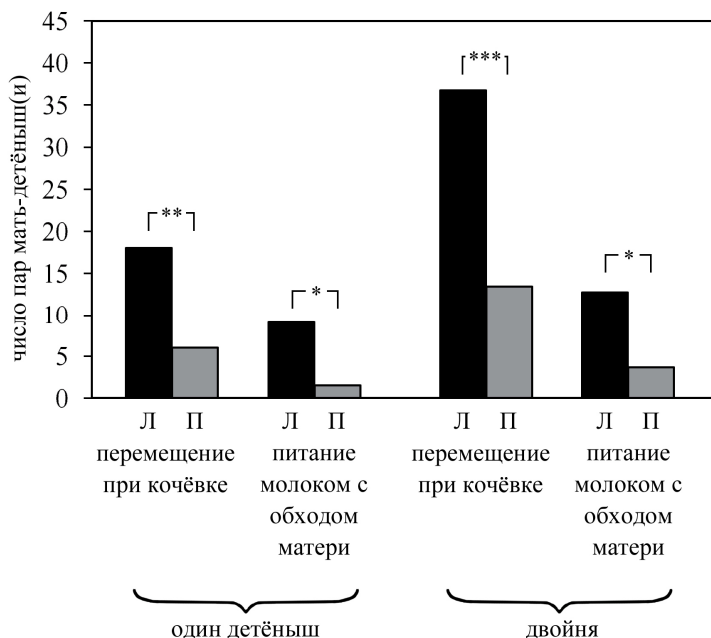 число пар мать-детёныш(и)
45
40
35
30
25
20
15
10
5
0
**
*
***
*
Л П Л П Л П Л П
перемещение
при кочёвке
питание
молоком с
обходом
матери
перемещение
при кочёвке
питание
молоком с
обходом
матери
один детёныш
двойня